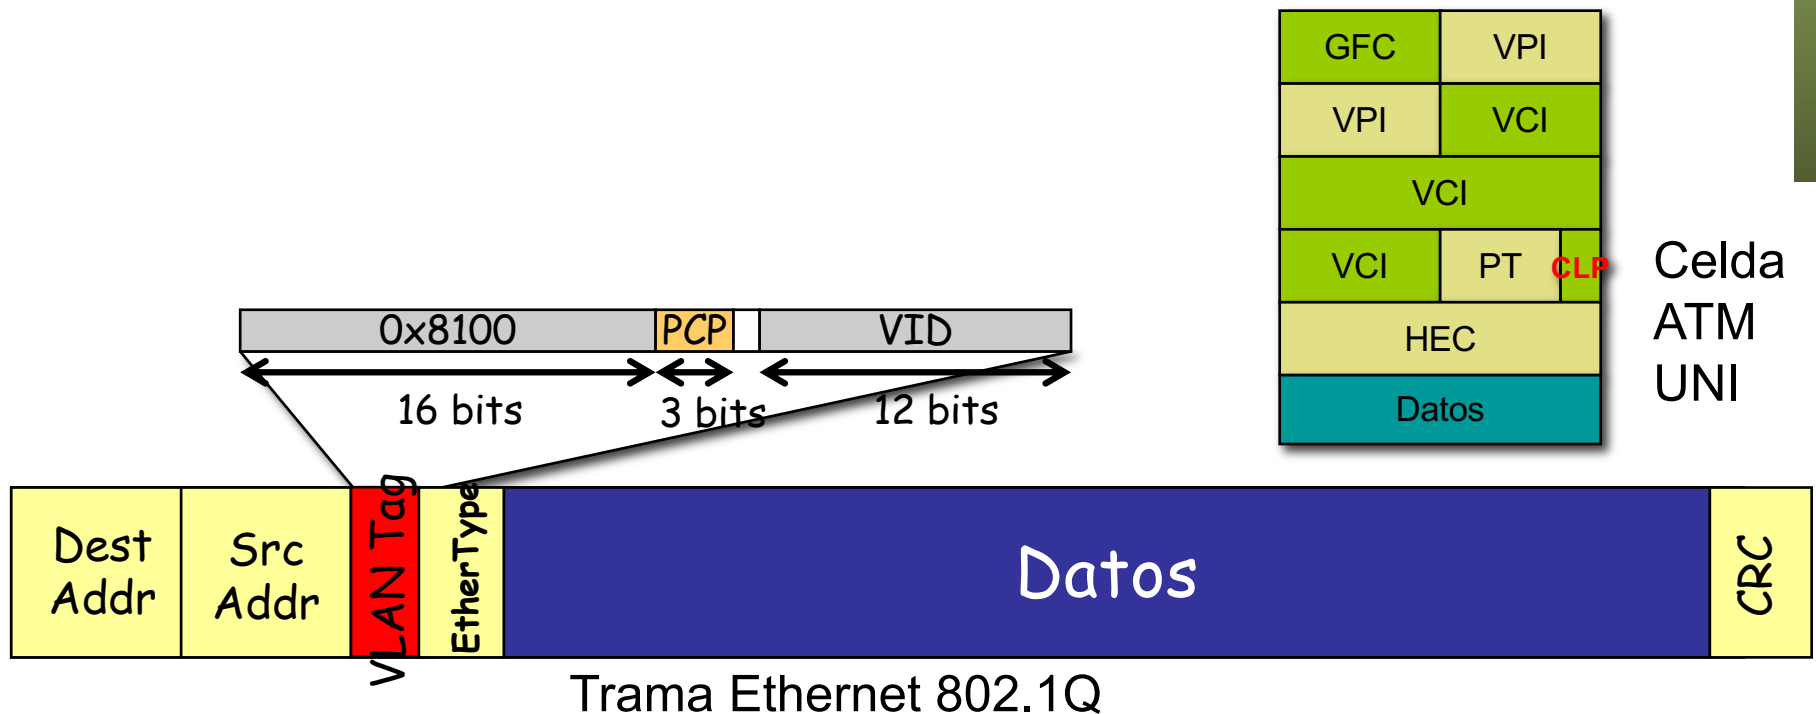 GFC VPI
VPI VCI
VCI
VCI PT CLP
HEC
Datos
Celda
ATM
UNI
0x8100 PCP VID
16 bits 3 bits 12 bits
Dest
Addr
Src
Addr
VLAN Tag
EtherType
Datos
CRC
Trama Ethernet 802.1Q